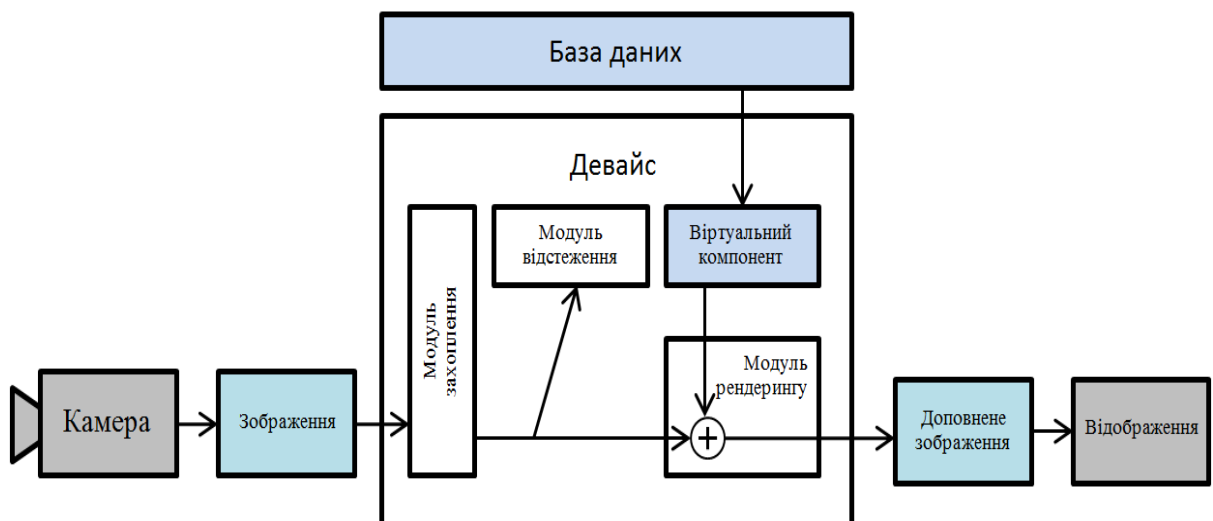 База даних
Девайс
Модуль
відстеження
Віртуальний
компонент
Модуль
захоплення
Модуль
рендерингу
Камера
Зображення
Доповнене
зображення
Відображення